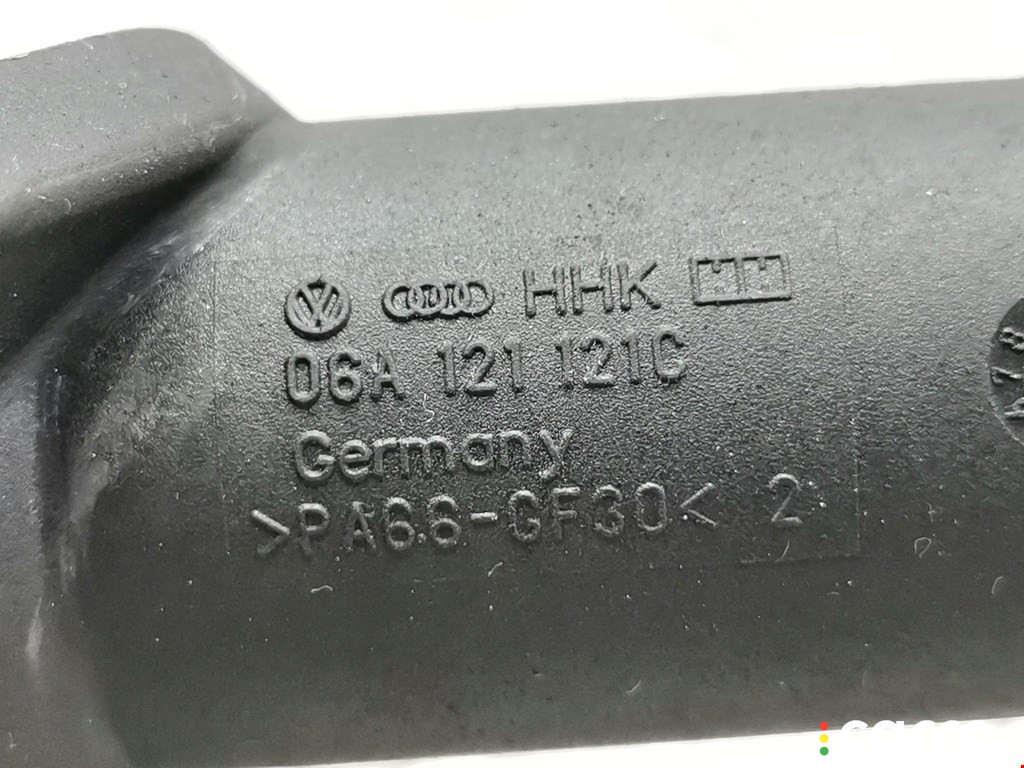 HHK
06A 121 121C
Germany
>PA66-GF30< 2